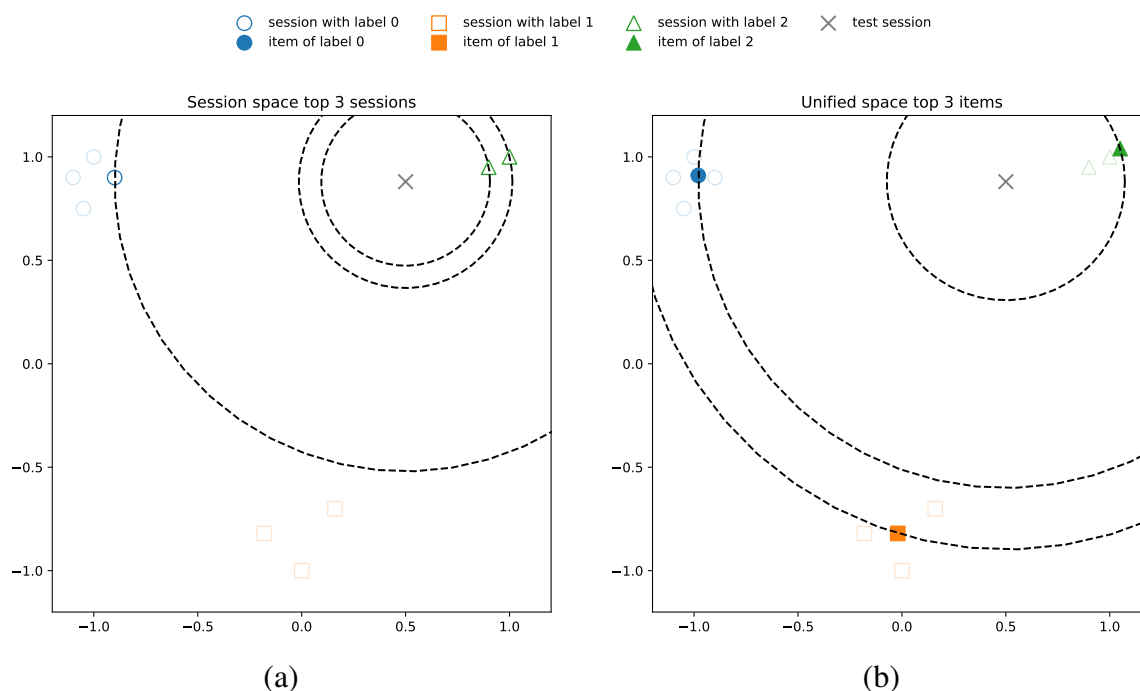 session with label 0 session with label 1 session with label 2 test session
item of label 0 item of label 1 item of label 2
Session space top 3 sessions
1.0
0.5
0.0
−0.5
−1.0
−1.0 −0.5 0.0 0.5 1.0
(a)
Unified space top 3 items
1.0
0.5
0.0
−0.5
−1.0
−1.0 −0.5 0.0 0.5 1.0
(b)